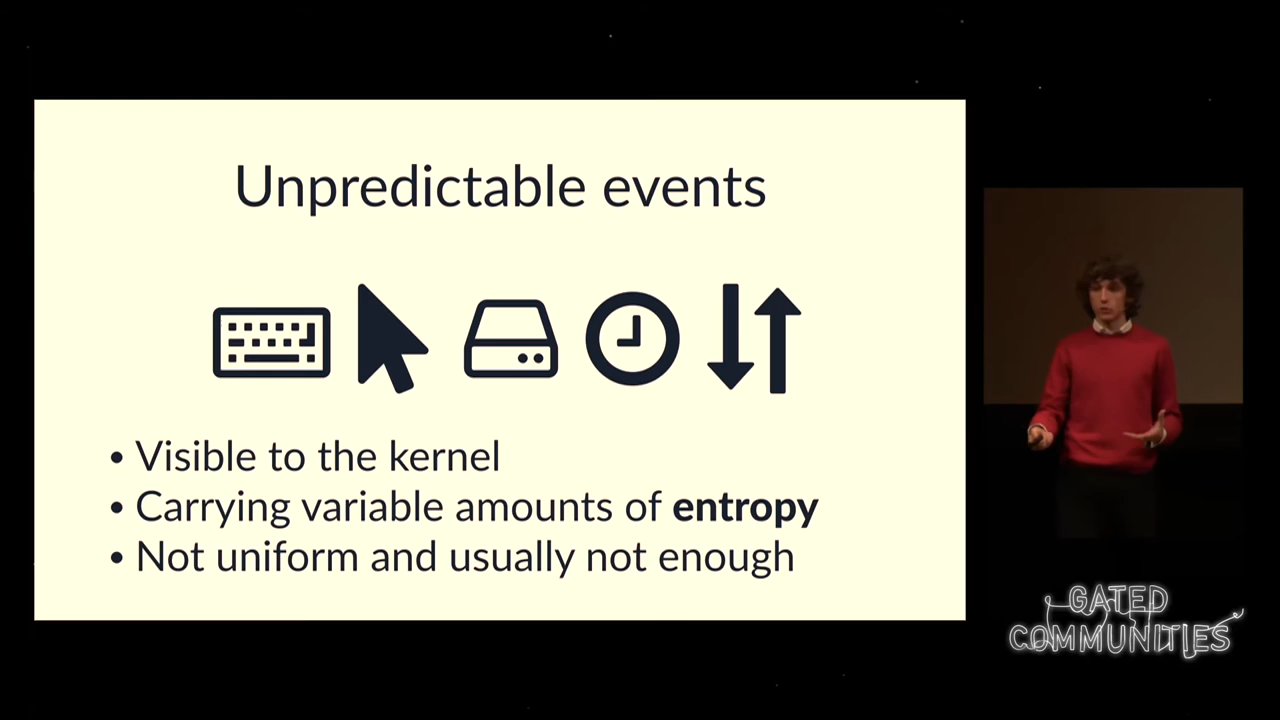 Unpredictable events
• Visible to the kernel
• Carrying variable amounts of entropy
• Not uniform and usually not enough
GATED
COMMUNITIES